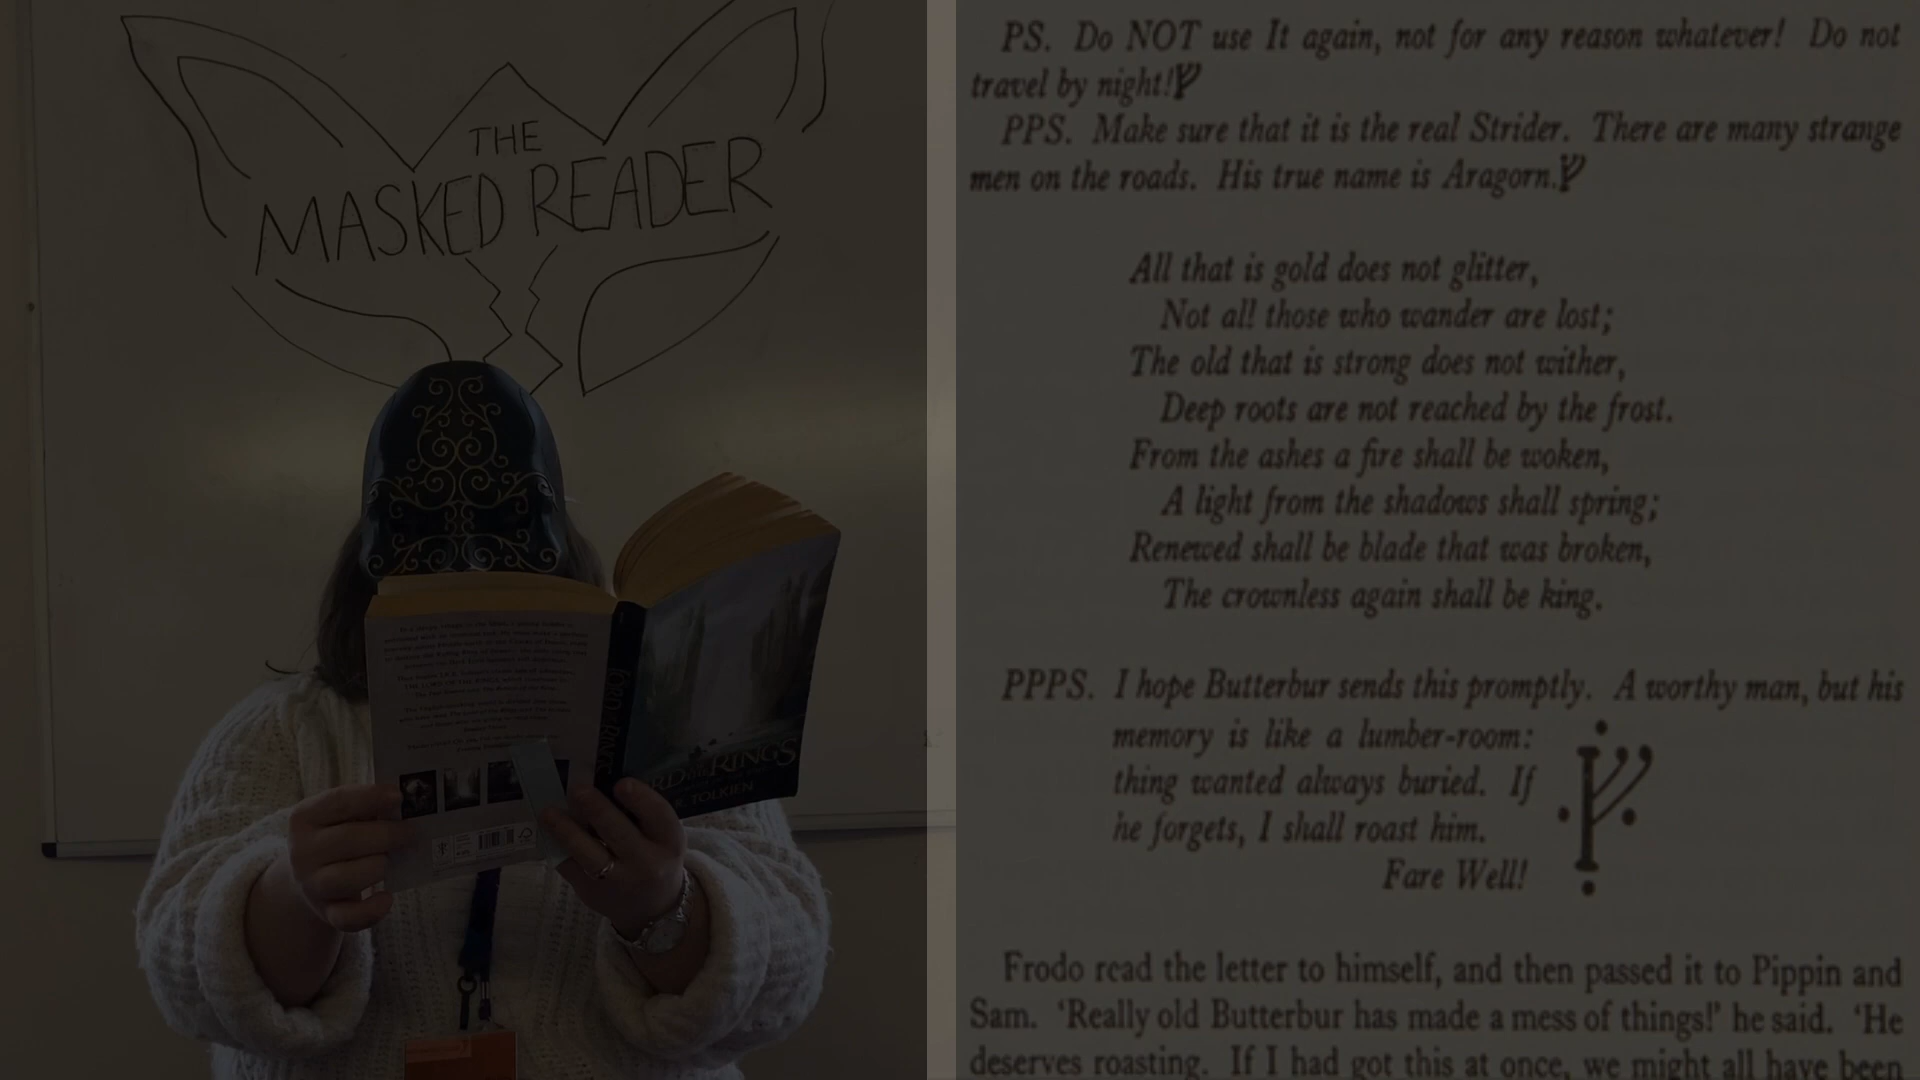 THE
MASKED READER
LORD OF THE RINGS
TOLKIEN
PS. Do NOT use It again, not for any reason whatever! Do not
travel by night!
PPS. Make sure that it is the real Strider. There are many strange
men on the roads. His true name is Aragorn.
All that is gold does not glitter,
Not all those who wander are lost;
The old that is strong does not wither,
Deep roots are not reached by the frost.
From the ashes a fire shall be woken,
A light from the shadows shall spring;
Renewed shall be blade that was broken,
The crownless again shall be king.
PPPS. I hope Butterbur sends this promptly. A worthy man, but his
memory is like a lumber-room:
thing wanted always buried. If
he forgets, I shall roast him.
Fare Well!
Frodo read the letter to himself, and then passed it to Pippin and
Sam. ‘Really old Butterbur has made a mess of things!’ he said. ‘He
deserves roasting. If I had got this at once, we might all have been